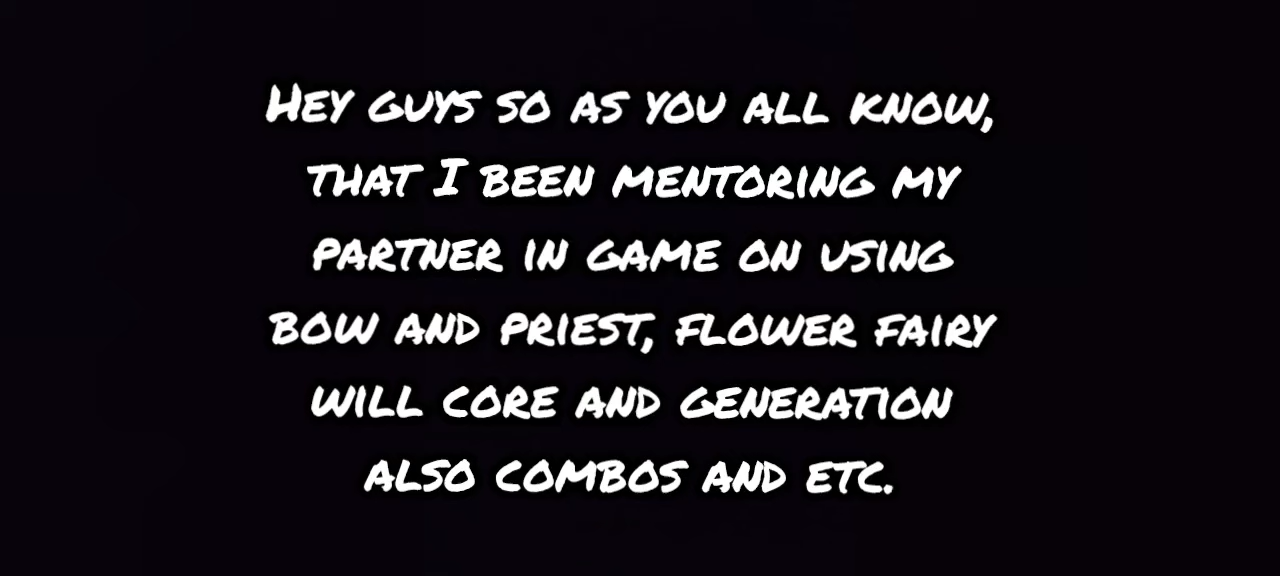 Hey guys so as you all know,
that I been mentoring my
partner in game on using
bow and priest, flower fairy
will core and generation
also combos and etc.